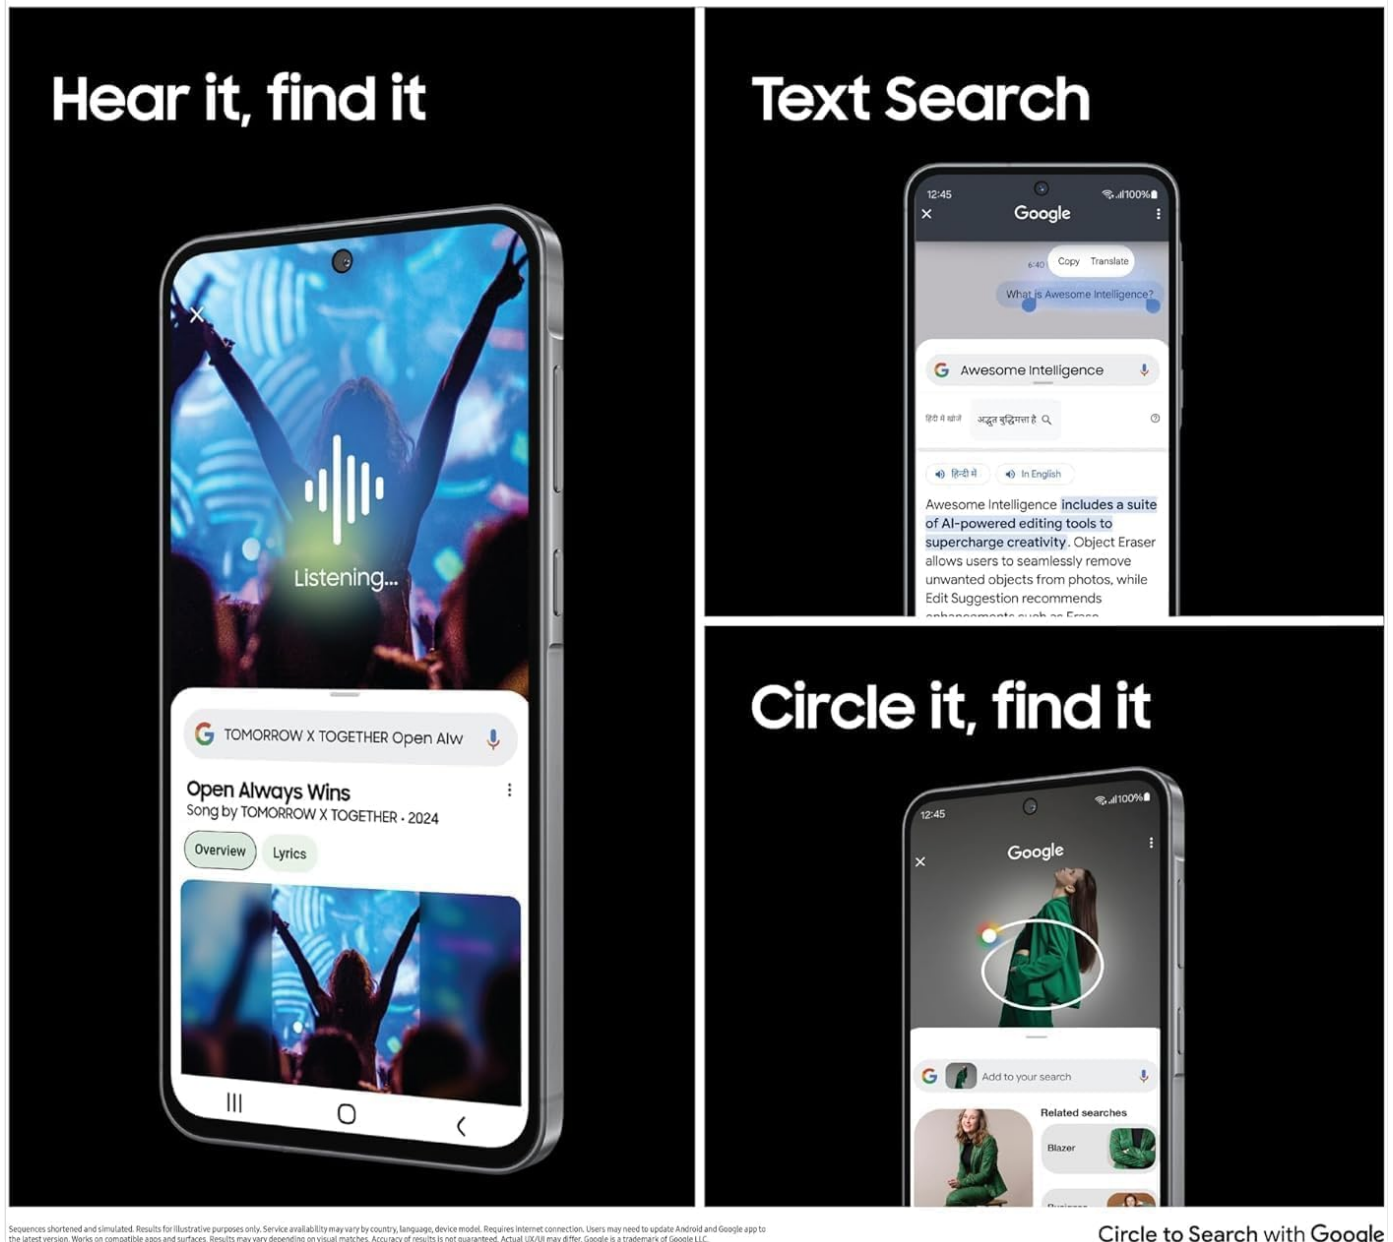 Hear it, find it
Listening...
TOMORROW X TOGETHER Open Alw
Open Always Wins
Song by TOMORROW X TOGETHER · 2024
Overview
Lyrics
Text Search
12:45
100%
Google
6:40
Copy Translate
What is Awesome Intelligence?
Awesome Intelligence
हिंदी में खोजें
अद्भुत बुद्धिमत्ता है
हिन्दी में
In English
Awesome Intelligence includes a suite
of AI-powered editing tools to
supercharge creativity. Object Eraser
allows users to seamlessly remove
unwanted objects from photos, while
Edit Suggestion recommends
enhancements such as Erase
Circle it, find it
12:45
100%
Google
Add to your search
Related searches
Blazer
Sequences shortened and simulated. Results for illustrative purposes only. Service availability may vary by country, language, device model. Requires internet connection. Users may need to update Android and Google app to
the latest version. Works on compatible apps and surfaces. Results may vary depending on visual matches. Accuracy of results is not guaranteed. Actual UX/UI may differ. Google is a trademark of Google LLC.
Circle to Search with Google